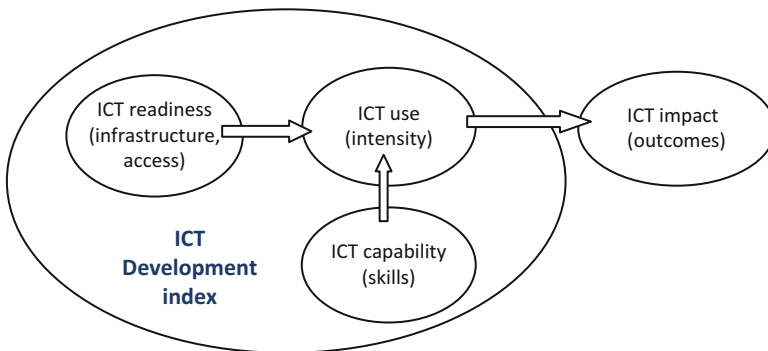 ICT readiness
(infrastructure,
access)
ICT use
(intensity)
ICT impact
(outcomes)
ICT capability
(skills)
ICT
Development
index